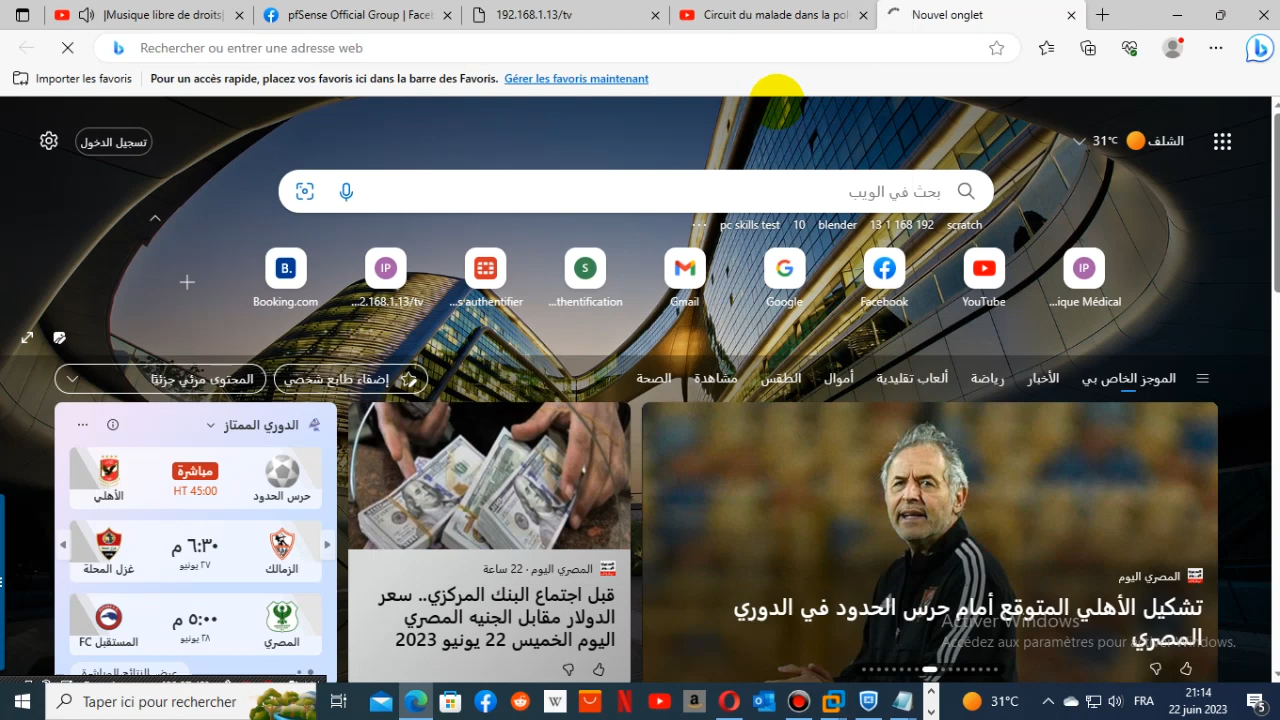 |Musique libre de droits|
pfSense Official Group | Faceb
192.168.1.13/tv
Circuit du malade dans la pol
Nouvel onglet
Rechercher ou entrer une adresse web
Importer les favoris
Pour un accès rapide, placez vos favoris ici dans la barre des Favoris. Gérer les favoris maintenant
تسجيل الدخول
31°C
الشلف
بحث في الويب
scratch
192 168 1 13
blender
10
pc skills test
Booking.com
...2.168.1.13/tv
...s authentifier
...thentification
Gmail
Google
Facebook
YouTube
...ique Médical
الموجز الخاص بي
الأخبار
رياضة
ألعاب تقليدية
أموال
الطقس
مشاهدة
الصحة
إضفاء طابع شخصي
المحتوى مرئي جزئيًا
الدوري الممتاز
حرس الحدود
مباشرة
HT 45:00
الأهلي
الزمالك
٦:٣٠ م
٢٧ يونيو
غزل المحلة
المصري
٥:٠٠ م
٢٨ يونيو
المستقبل FC
عرض النتائج المباشرة
المصري اليوم · 22 ساعة
قبل اجتماع البنك المركزي.. سعر
الدولار مقابل الجنيه المصري
اليوم الخميس 22 يونيو 2023
المصري اليوم
تشكيل الأهلي المتوقع أمام حرس الحدود في الدوري
المصري
Activer Windows
Accédez aux paramètres pour activer Windows.
Taper ici pour rechercher
31°C
FRA
21:14
22 juin 2023
5